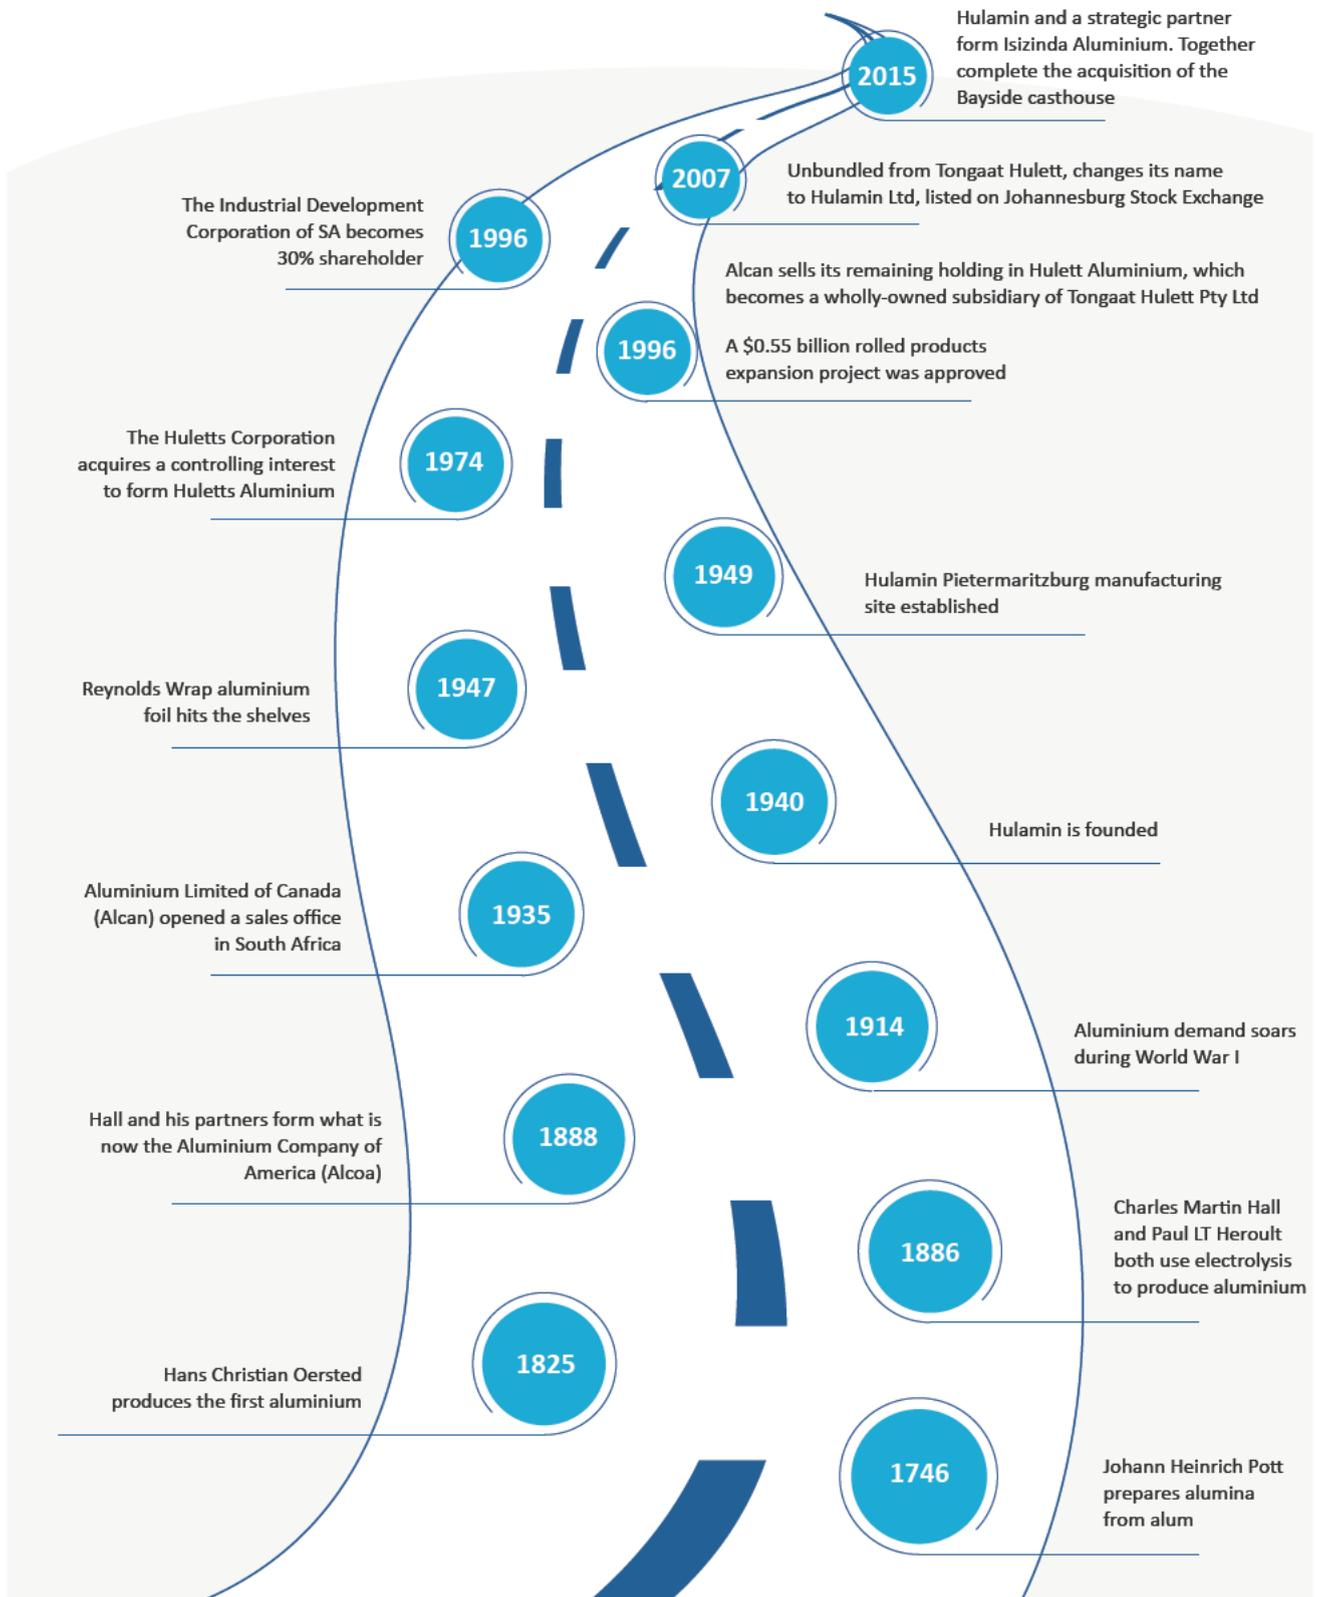 2015
Hulamin and a strategic partner
form Isizinda Aluminium. Together
complete the acquisition of the
Bayside casthouse
2007
Unbundled from Tongaat Hulett, changes its name
to Hulamin Ltd, listed on Johannesburg Stock Exchange
The Industrial Development
Corporation of SA becomes
30% shareholder
1996
Alcan sells its remaining holding in Hulett Aluminium, which
becomes a wholly-owned subsidiary of Tongaat Hulett Pty Ltd
1996
A $0.55 billion rolled products
expansion project was approved
The Huletts Corporation
acquires a controlling interest
to form Huletts Aluminium
1974
1949
Hulamin Pietermaritzburg manufacturing
site established
Reynolds Wrap aluminium
foil hits the shelves
1947
1940
Hulamin is founded
Aluminium Limited of Canada
(Alcan) opened a sales office
in South Africa
1935
1914
Aluminium demand soars
during World War I
Hall and his partners form what is
now the Aluminium Company of
America (Alcoa)
1888
1886
Charles Martin Hall
and Paul LT Heroult
both use electrolysis
to produce aluminium
Hans Christian Oersted
produces the first aluminium
1825
1746
Johann Heinrich Pott
prepares alumina
from alum